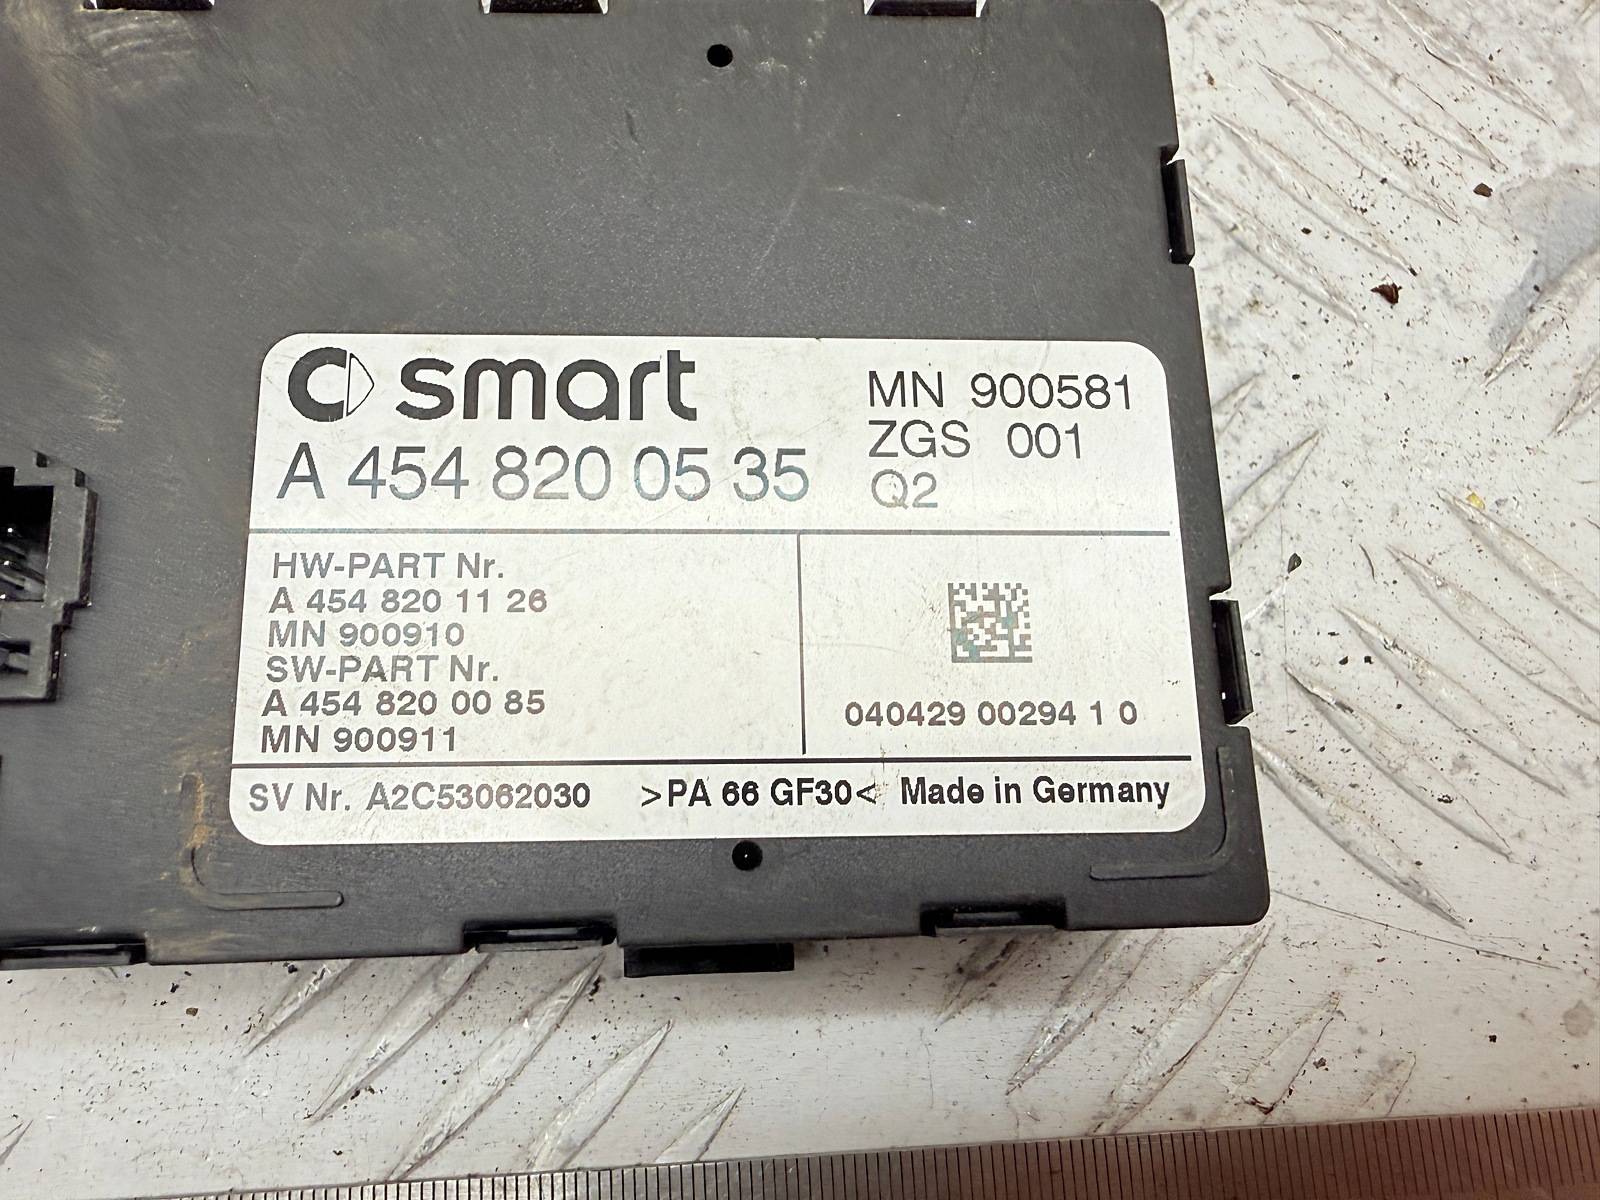 smart
A 454 820 05 35
MN 900581
ZGS 001
Q2
HW-PART Nr.
A 454 820 11 26
MN 900910
SW-PART Nr.
A 454 820 00 85
MN 900911
040429 00294 1 0
SV Nr. A2C53062030 >PA 66 GF30< Made in Germany